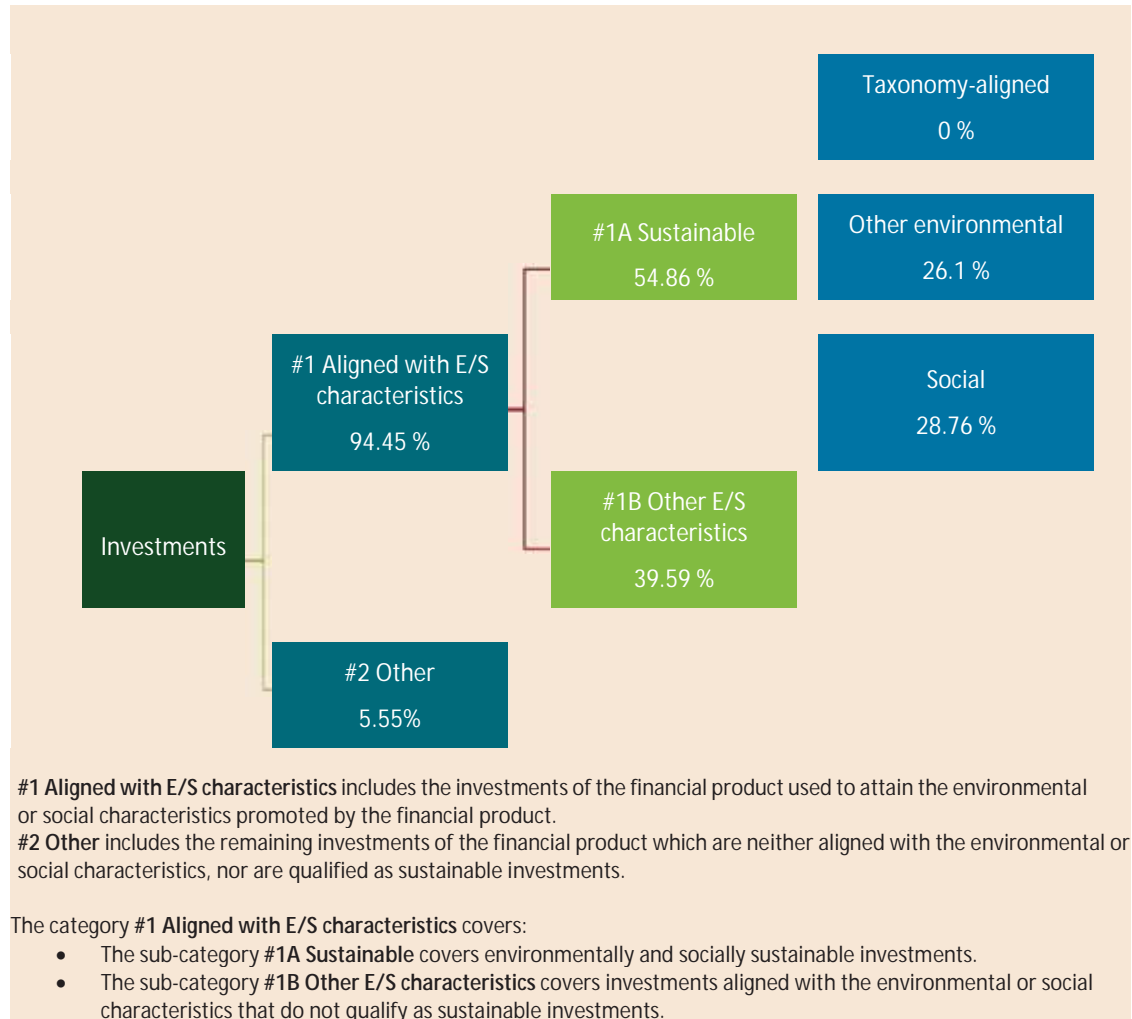 Taxonomy-aligned
0 %
#1A Sustainable
54.86 %
Other environmental
26.1 %
#1 Aligned with E/S
characteristics
94.45 %
Social
28.76 %
Investments
#1B Other E/S
characteristics
39.59 %
#2 Other
5.55%
#1 Aligned with E/S characteristics includes the investments of the financial product used to attain the environmental
or social characteristics promoted by the financial product.
#2 Other includes the remaining investments of the financial product which are neither aligned with the environmental or
social characteristics, nor are qualified as sustainable investments.
The category #1 Aligned with E/S characteristics covers:
• The sub-category #1A Sustainable covers environmentally and socially sustainable investments.
• The sub-category #1B Other E/S characteristics covers investments aligned with the environmental or social
characteristics that do not qualify as sustainable investments.